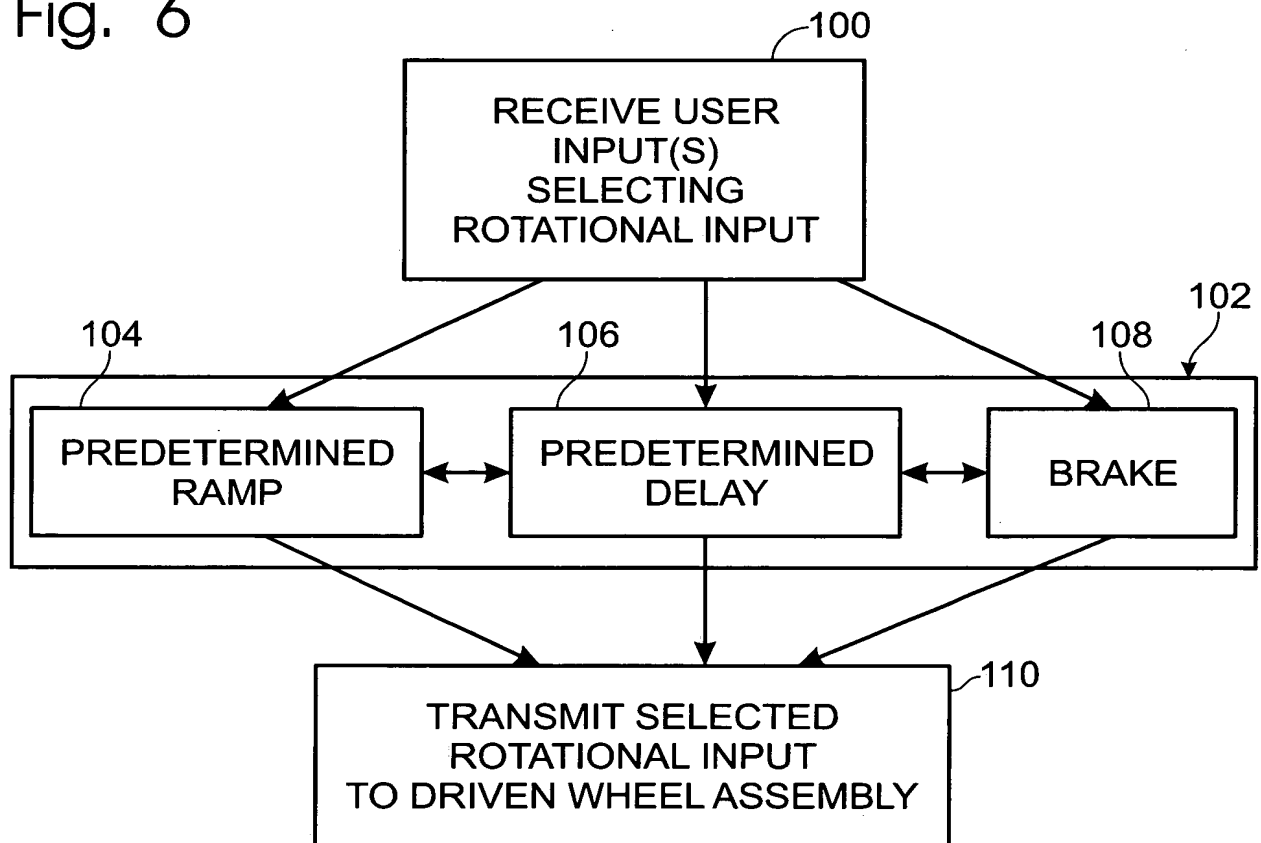 Fig. 6
100
RECEIVE USER
INPUT(S)
SELECTING
ROTATIONAL INPUT
102
104
106
108
PREDETERMINED
RAMP
PREDETERMINED
DELAY
BRAKE
110
TRANSMIT SELECTED
ROTATIONAL INPUT
TO DRIVEN WHEEL ASSEMBLY